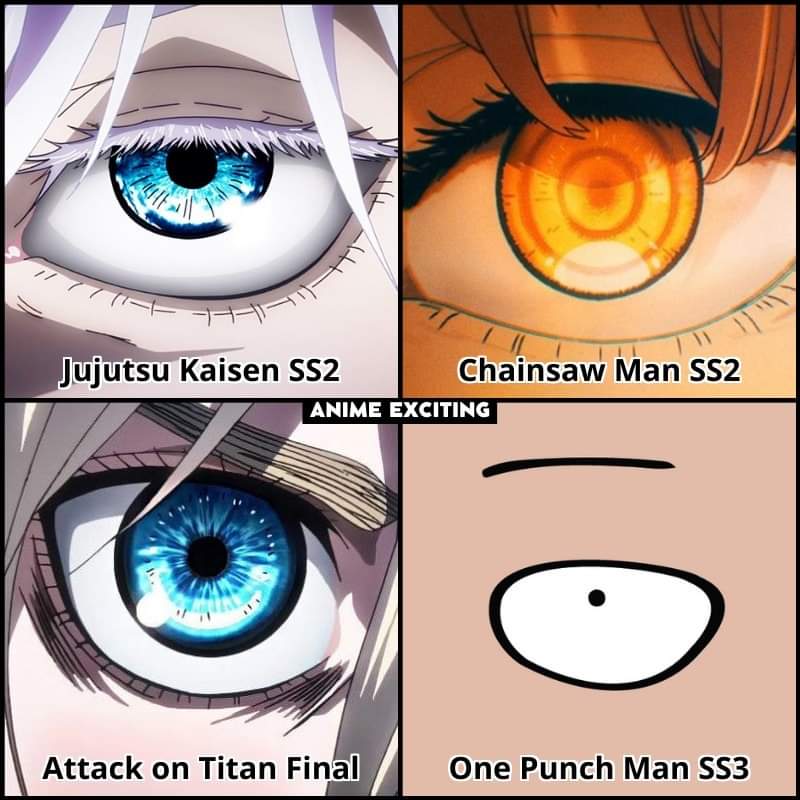 Jujutsu Kaisen SS2
Chainsaw Man SS2
ANIME EXCITING
Attack on Titan Final
One Punch Man SS3